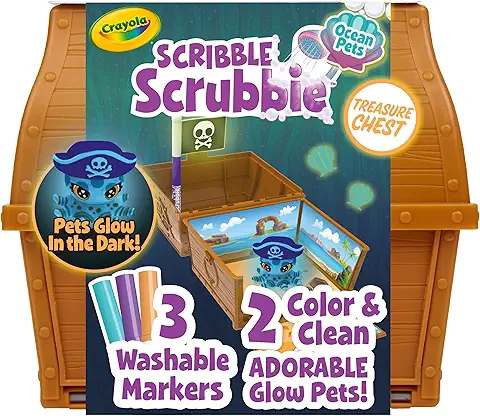 Crayola
SCRIBBLE
Scrubbie™
Ocean
Pets
TREASURE
CHEST
Pets Glow
In the Dark!
3
Washable
Markers
2
Color &
Clean
ADORABLE
Glow Pets!